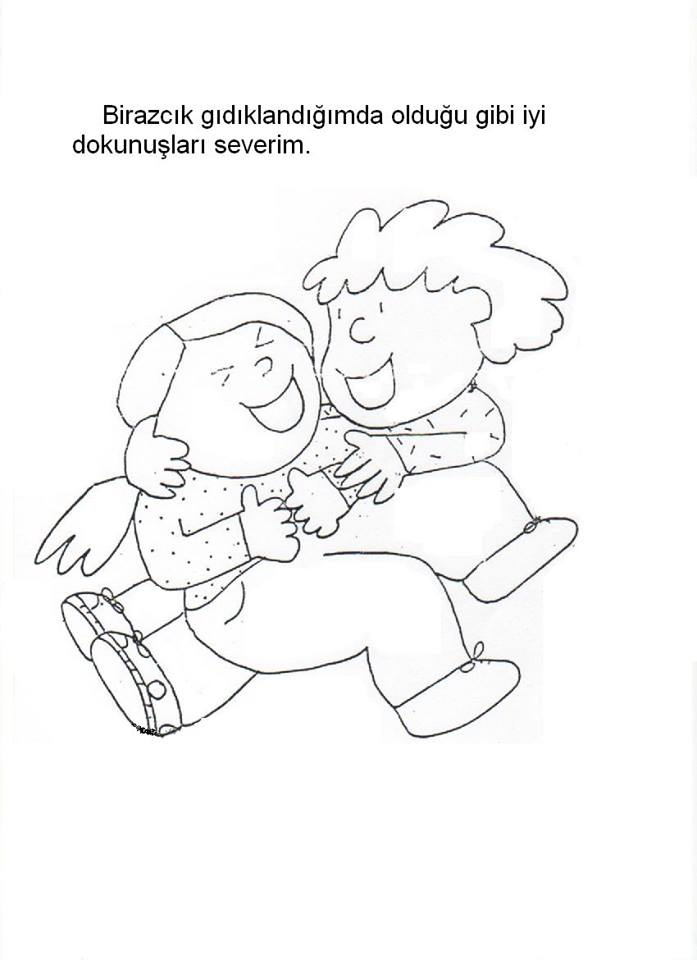 Birazcık gıdıklandığımda olduğu gibi iyi
dokunuşları severim.